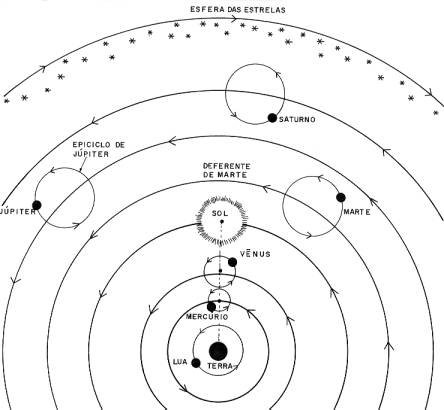 ESFERA DAS ESTRELAS
SATURNO
EPICICLO DE
JÚPITER
DEFERENTE
DE MARTE
JÚPITER
SOL
MARTE
VÊNUS
MERCÚRIO
LUA
TERRA